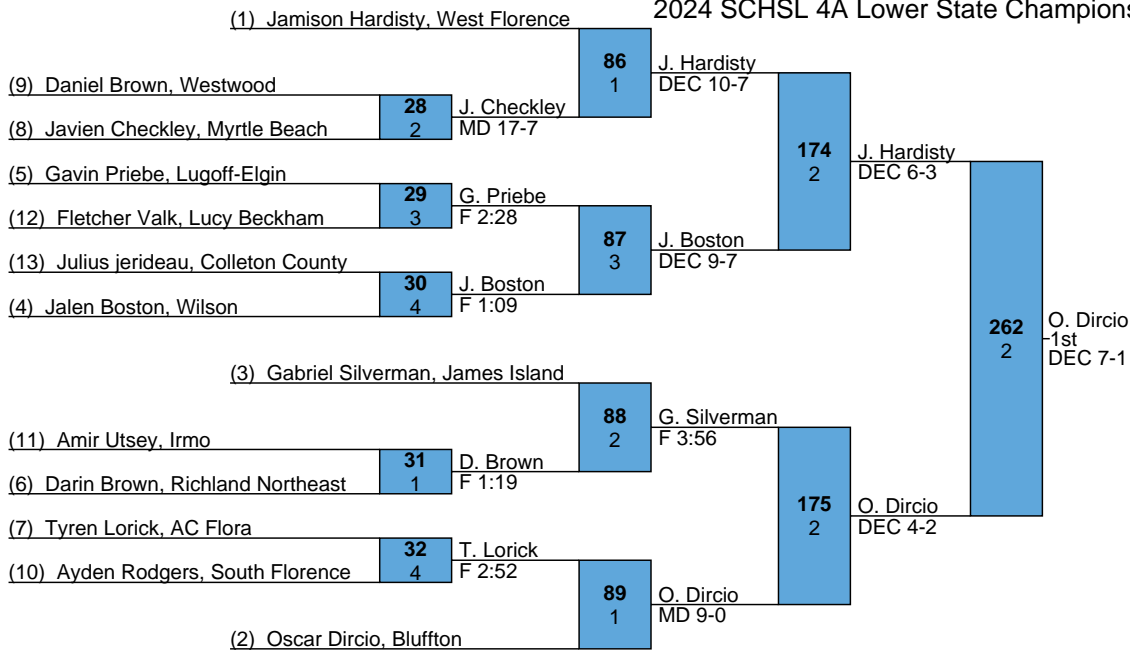 2024 SCHSL 4A Lower State Champions
(1) Jamison Hardisty, West Florence
86
1
J. Hardisty
DEC 10-7
(9) Daniel Brown, Westwood
28
2
J. Checkley
MD 17-7
(8) Javien Checkley, Myrtle Beach
174
2
J. Hardisty
DEC 6-3
(5) Gavin Priebe, Lugoff-Elgin
29
3
G. Priebe
F 2:28
(12) Fletcher Valk, Lucy Beckham
87
3
J. Boston
DEC 9-7
(13) Julius jerideau, Colleton County
30
4
J. Boston
F 1:09
(4) Jalen Boston, Wilson
262
2
O. Dircio
1st
DEC 7-1
(3) Gabriel Silverman, James Island
88
2
G. Silverman
F 3:56
(11) Amir Utsey, Irmo
31
1
D. Brown
F 1:19
(6) Darin Brown, Richland Northeast
175
2
O. Dircio
DEC 4-2
(7) Tyren Lorick, AC Flora
32
4
T. Lorick
F 2:52
(10) Ayden Rodgers, South Florence
89
1
O. Dircio
MD 9-0
(2) Oscar Dircio, Bluffton